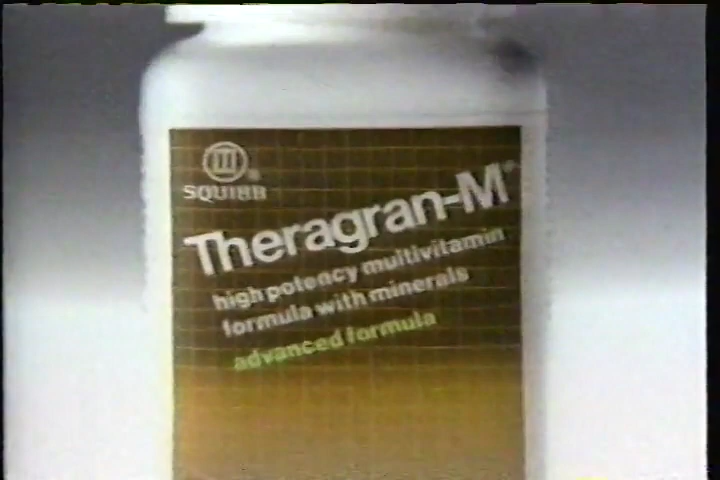 SQUIBB®
Theragran-M®
high potency multivitamin
formula with minerals
advanced formula